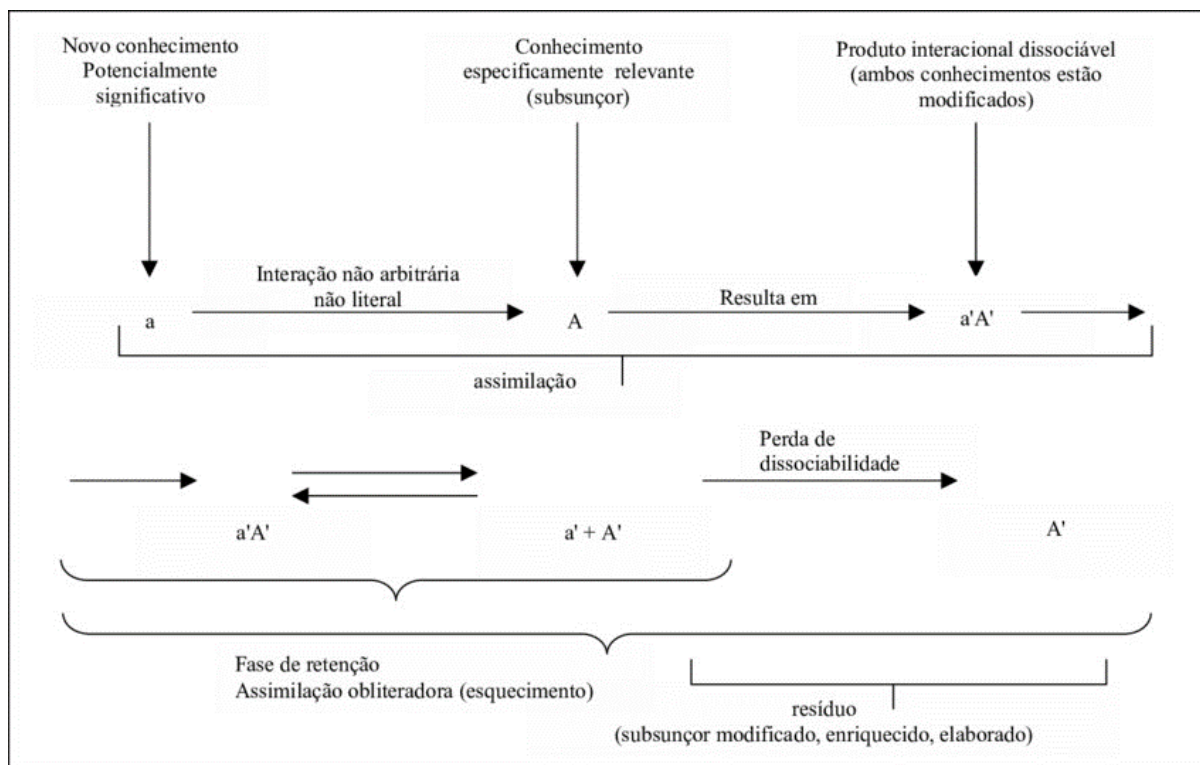 Novo conhecimento
Potencialmente
significativo
Conhecimento
especificamente relevante
(subsunçor)
Produto interacional dissociável
(ambos conhecimentos estão
modificados)
a
Interação não arbitrária
não literal
A
Resulta em
a'A'
assimilação
Perda de
dissociabilidade
a'A'
a' + A'
A'
Fase de retenção
Assimilação obliteradora (esquecimento)
resíduo
(subsunçor modificado, enriquecido, elaborado)